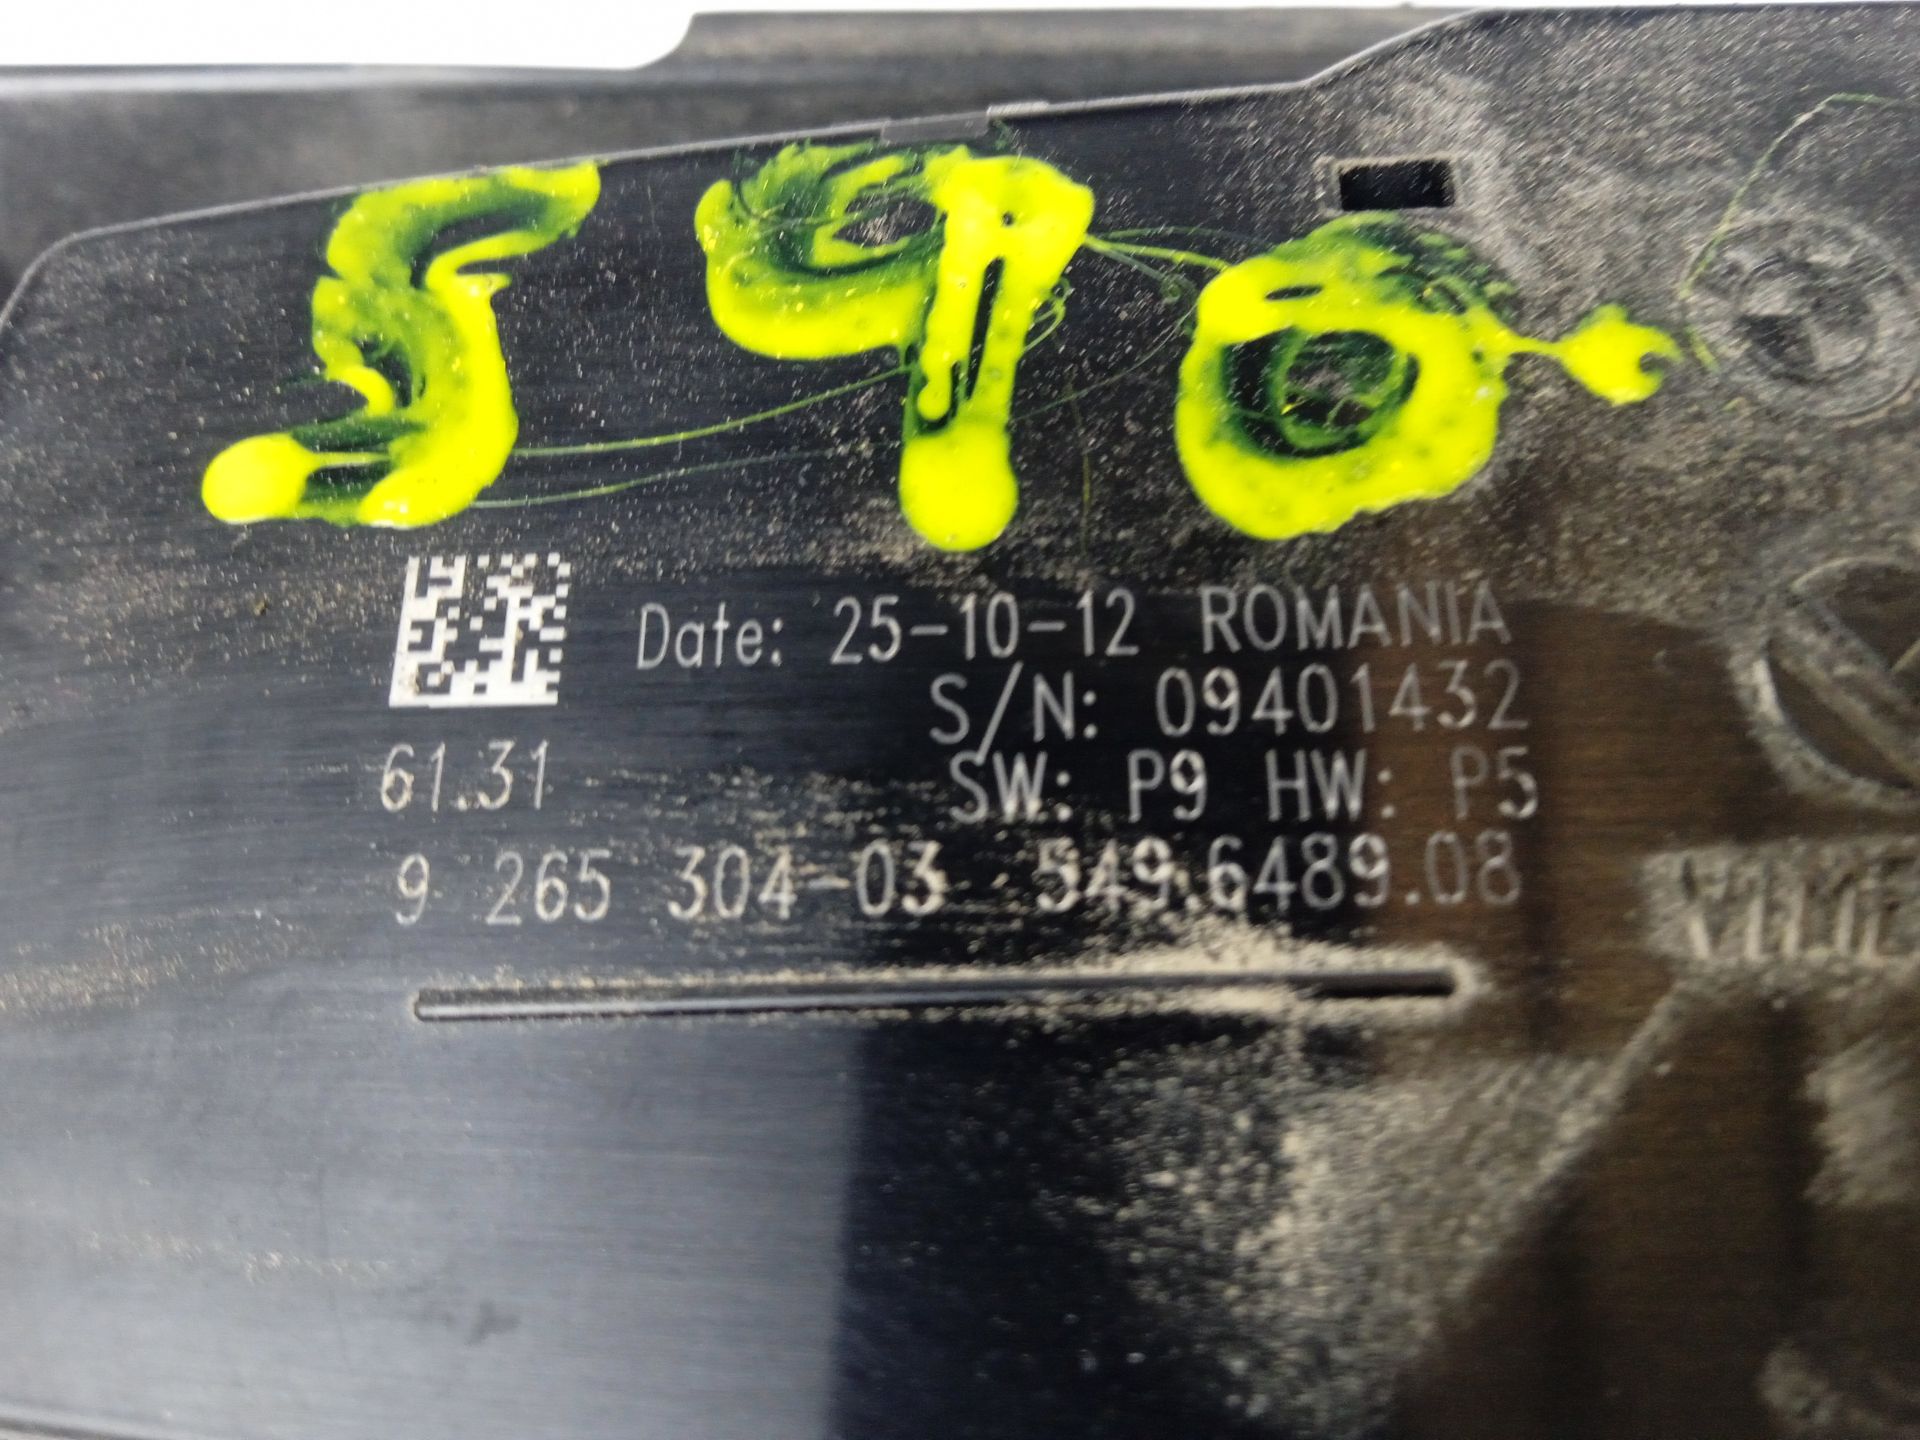 590
Date: 25-10-12 ROMANIA
S/N: 09401432
61.31 SW: P9 HW: P5
9 265 304-03 549.6489.08